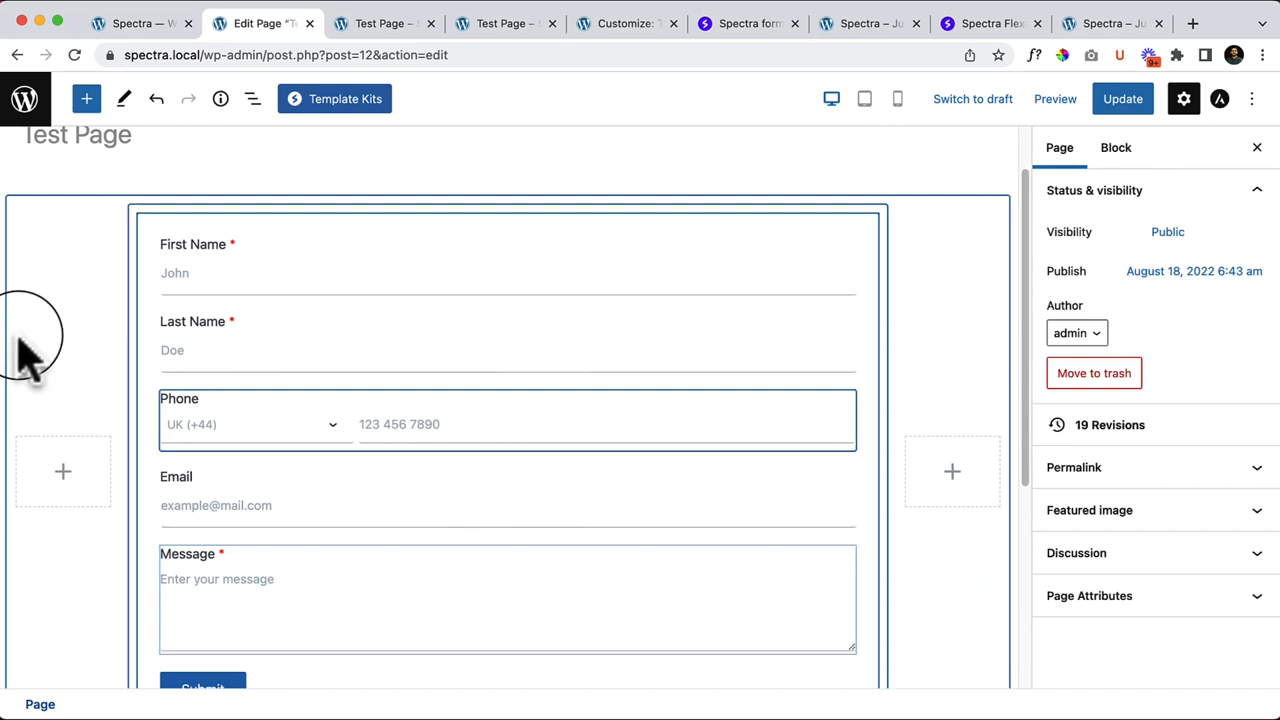 Spectra — W
Edit Page “Te
Test Page – S
Test Page – S
Customize: T
Spectra form
Spectra – Ju
Spectra Flex
Spectra – Ju
spectra.local/wp-admin/post.php?post=12&action=edit
f?
U
9+
Template Kits
Switch to draft
Preview
Update
Test Page
Page
Block
Status & visibility
Visibility
Public
Publish
August 18, 2022 6:43 am
Author
admin
Move to trash
19 Revisions
Permalink
Featured image
Discussion
Page Attributes
First Name *
John
Last Name *
Doe
Phone
UK (+44)
123 456 7890
Email
example@mail.com
Message *
Enter your message
Submit
Page